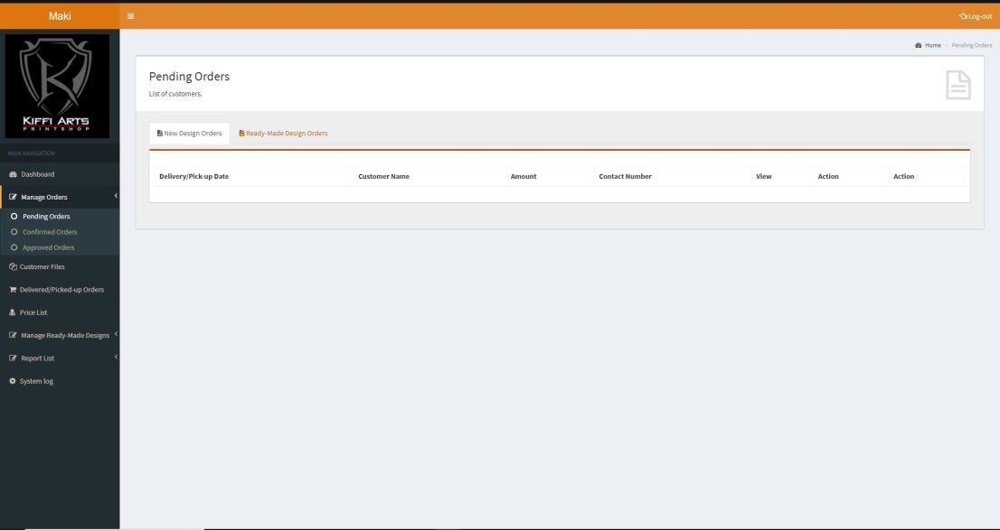 Maki
Log-out
Home > Pending Orders
KIFFI ARTS
PRINTSHOP
MAIN NAVIGATION
Dashboard
Manage Orders
Pending Orders
Confirmed Orders
Approved Orders
Customer Files
Delivered/Picked-up Orders
Price List
Manage Ready-Made Designs
Report List
System log
Pending Orders
List of customers.
New Design Orders
Ready-Made Design Orders
Delivery/Pick-up Date Customer Name Amount Contact Number View Action Action